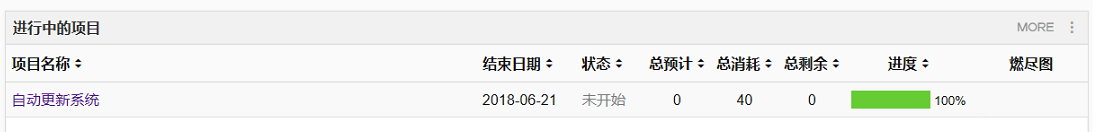 进行中的项目 MORE
项目名称 结束日期 状态 总预计 总消耗 总剩余 进度 燃尽图
自动更新系统 2018-06-21 未开始 0 40 0 100%